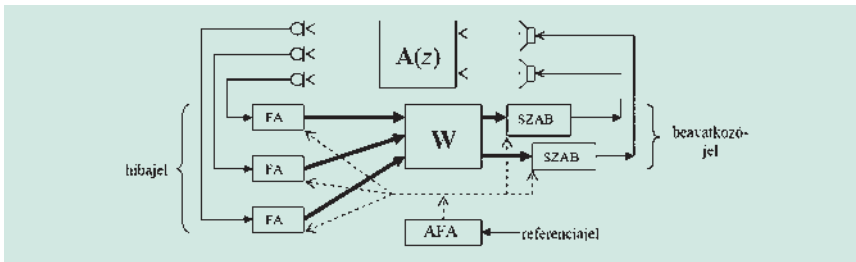 A(z)
FA
W
SZAB
SZAB
hibajel
beavatkozó-
jel
FA
FA
AFA
referenciajel